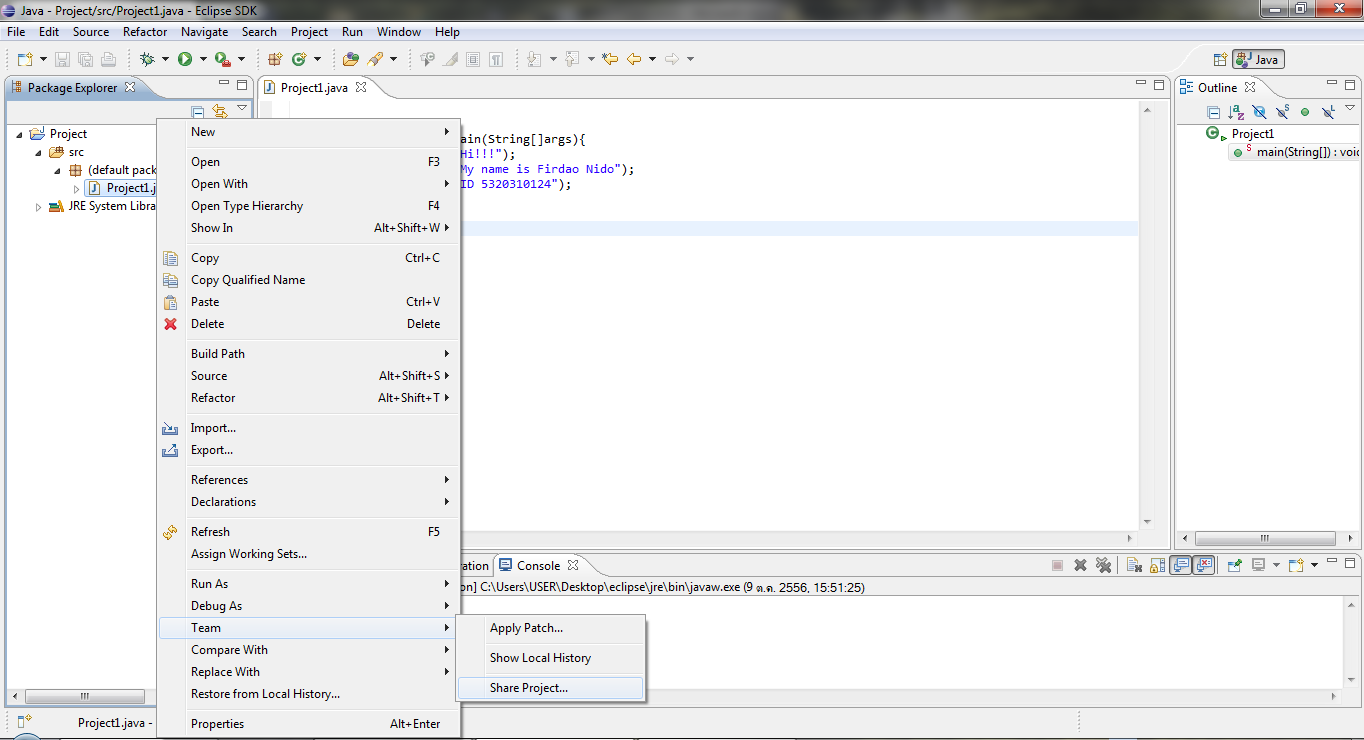 Java - Project/src/Project1.java - Eclipse SDK
File Edit Source Refactor Navigate Search Project Run Window Help
Java
Package Explorer
Project
src
(default pack
Project1.j
JRE System Libra
Project1.java
ain(String[]args){
Hi!!!");
My name is Firdao Nido");
ID 5320310124");
Outline
Project1
main(String[]) : void
New
Open F3
Open With
Open Type Hierarchy F4
Show In Alt+Shift+W
Copy Ctrl+C
Copy Qualified Name
Paste Ctrl+V
Delete Delete
Build Path
Source Alt+Shift+S
Refactor Alt+Shift+T
Import...
Export...
References
Declarations
Refresh F5
Assign Working Sets...
Run As
Debug As
Team
Compare With
Replace With
Restore from Local History...
Properties Alt+Enter
Apply Patch...
Show Local History
Share Project...
ration
Console
on] C:\Users\USER\Desktop\eclipse\jre\bin\javaw.exe (9 ต.ค. 2556, 15:51:25)
Project1.java -